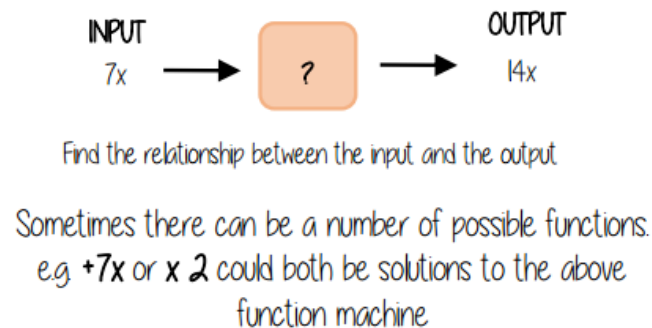 INPUT OUTPUT
7x ? 14x
Find the relationship between the input and the output
Sometimes there can be a number of possible functions.
e.g. +7x or x 2 could both be solutions to the above
function machine